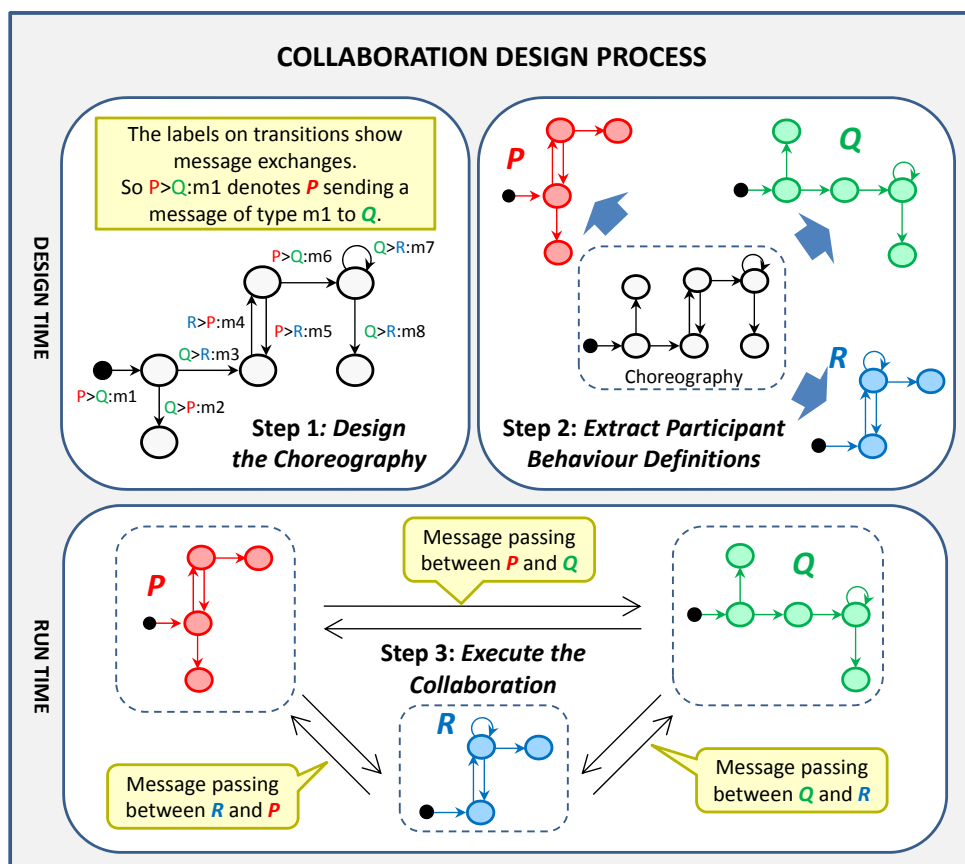 COLLABORATION DESIGN PROCESS
DESIGN TIME
The labels on transitions show
message exchanges.
So P>Q:m1 denotes P sending a
message of type m1 to Q.
P>Q:m6
Q>R:m7
R>P:m4
P>R:m5
Q>R:m8
Q>R:m3
P>Q:m1
Q>P:m2
Step 1: Design
the Choreography
P
Q
Choreography
R
Step 2: Extract Participant
Behaviour Definitions
RUN TIME
Message passing
between P and Q
P
Q
Step 3: Execute the
Collaboration
R
Message passing
between R and P
Message passing
between Q and R